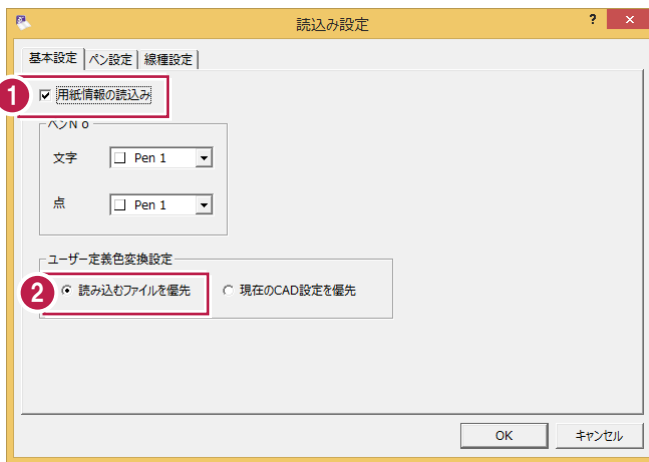 読込み設定
? ×
基本設定 ペン設定 線種設定
1
用紙情報の読込み
ペンNo
文字 Pen 1
点 Pen 1
ユーザー定義色変換設定
2
読み込むファイルを優先 現在のCAD設定を優先
OK キャンセル